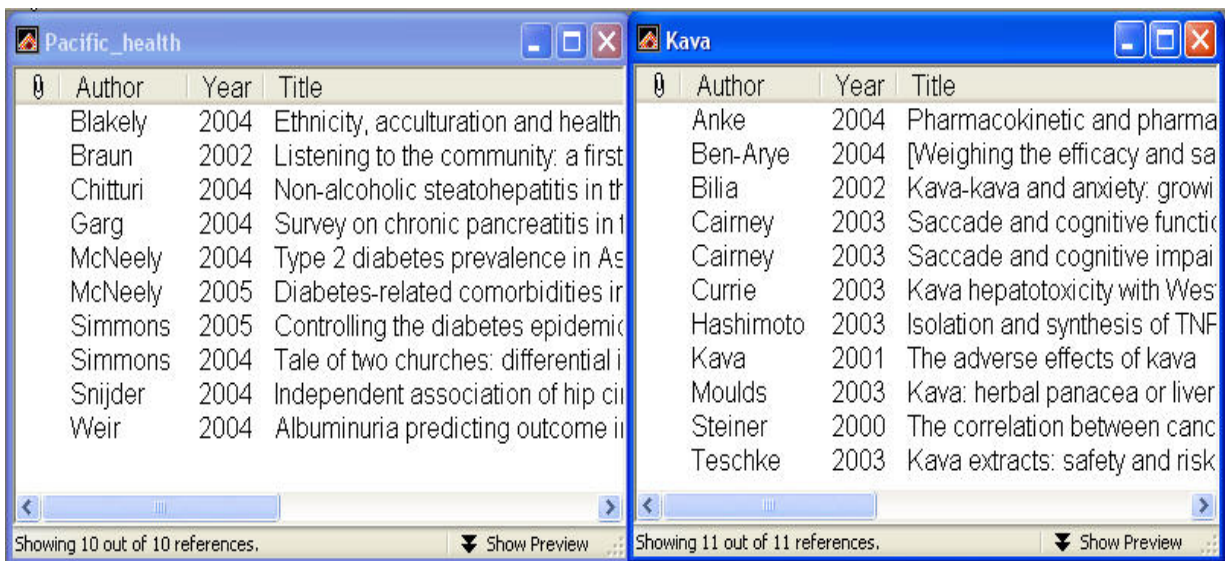 Pacific_health
Author Year Title
Blakely 2004 Ethnicity, acculturation and health
Braun 2002 Listening to the community: a first
Chitturi 2004 Non-alcoholic steatohepatitis in th
Garg 2004 Survey on chronic pancreatitis in t
McNeely 2004 Type 2 diabetes prevalence in As
McNeely 2005 Diabetes-related comorbidities in
Simmons 2005 Controlling the diabetes epidemic
Simmons 2004 Tale of two churches: differential i
Snijder 2004 Independent association of hip cir
Weir 2004 Albuminuria predicting outcome in
Showing 10 out of 10 references. Show Preview
Kava
Author Year Title
Anke 2004 Pharmacokinetic and pharma
Ben-Arye 2004 [Weighing the efficacy and sa
Bilia 2002 Kava-kava and anxiety: growi
Cairney 2003 Saccade and cognitive functio
Cairney 2003 Saccade and cognitive impai
Currie 2003 Kava hepatotoxicity with Wes
Hashimoto 2003 Isolation and synthesis of TNF
Kava 2001 The adverse effects of kava
Moulds 2003 Kava: herbal panacea or liver
Steiner 2000 The correlation between canc
Teschke 2003 Kava extracts: safety and risk
Showing 11 out of 11 references. Show Preview